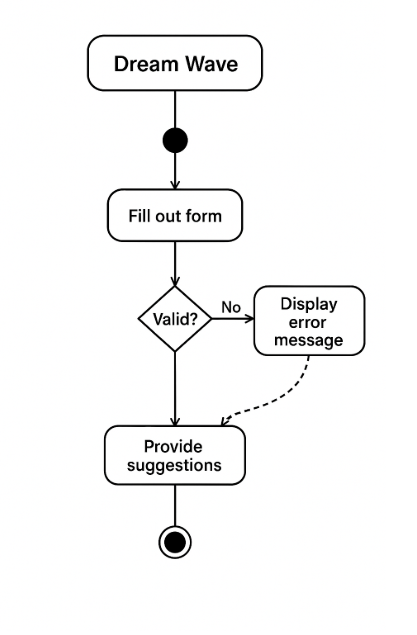 Dream Wave
Fill out form
Valid?
No
Display
error
message
Provide
suggestions